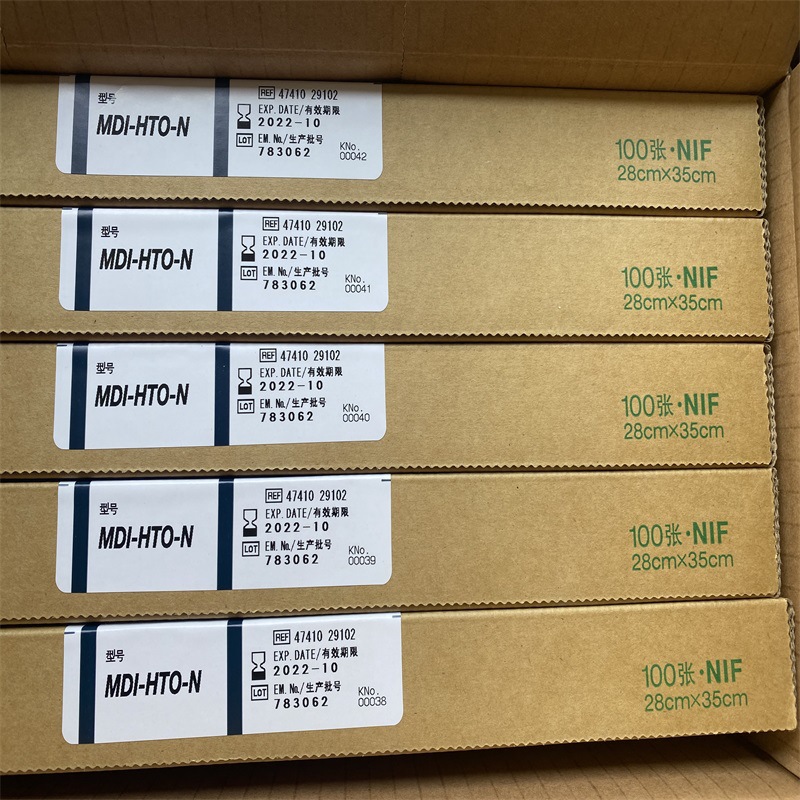 型号
MDI-HTO-N
REF 47410 29102
EXP. DATE/有效期限
2022-10
LOT EM. No./生产批号
783062
KNo.
00042
100张·NIF
28cm×35cm
型号
MDI-HTO-N
REF 47410 29102
EXP. DATE/有效期限
2022-10
LOT EM. No./生产批号
783062
KNo.
00041
100张·NIF
28cm×35cm
型号
MDI-HTO-N
REF 47410 29102
EXP. DATE/有效期限
2022-10
LOT EM. No./生产批号
783062
KNo.
00040
100张·NIF
28cm×35cm
型号
MDI-HTO-N
REF 47410 29102
EXP. DATE/有效期限
2022-10
LOT EM. No./生产批号
783062
KNo.
00039
100张·NIF
28cm×35cm
型号
MDI-HTO-N
REF 47410 29102
EXP. DATE/有效期限
2022-10
LOT EM. No./生产批号
783062
KNo.
00038
100张·NIF
28cm×35cm